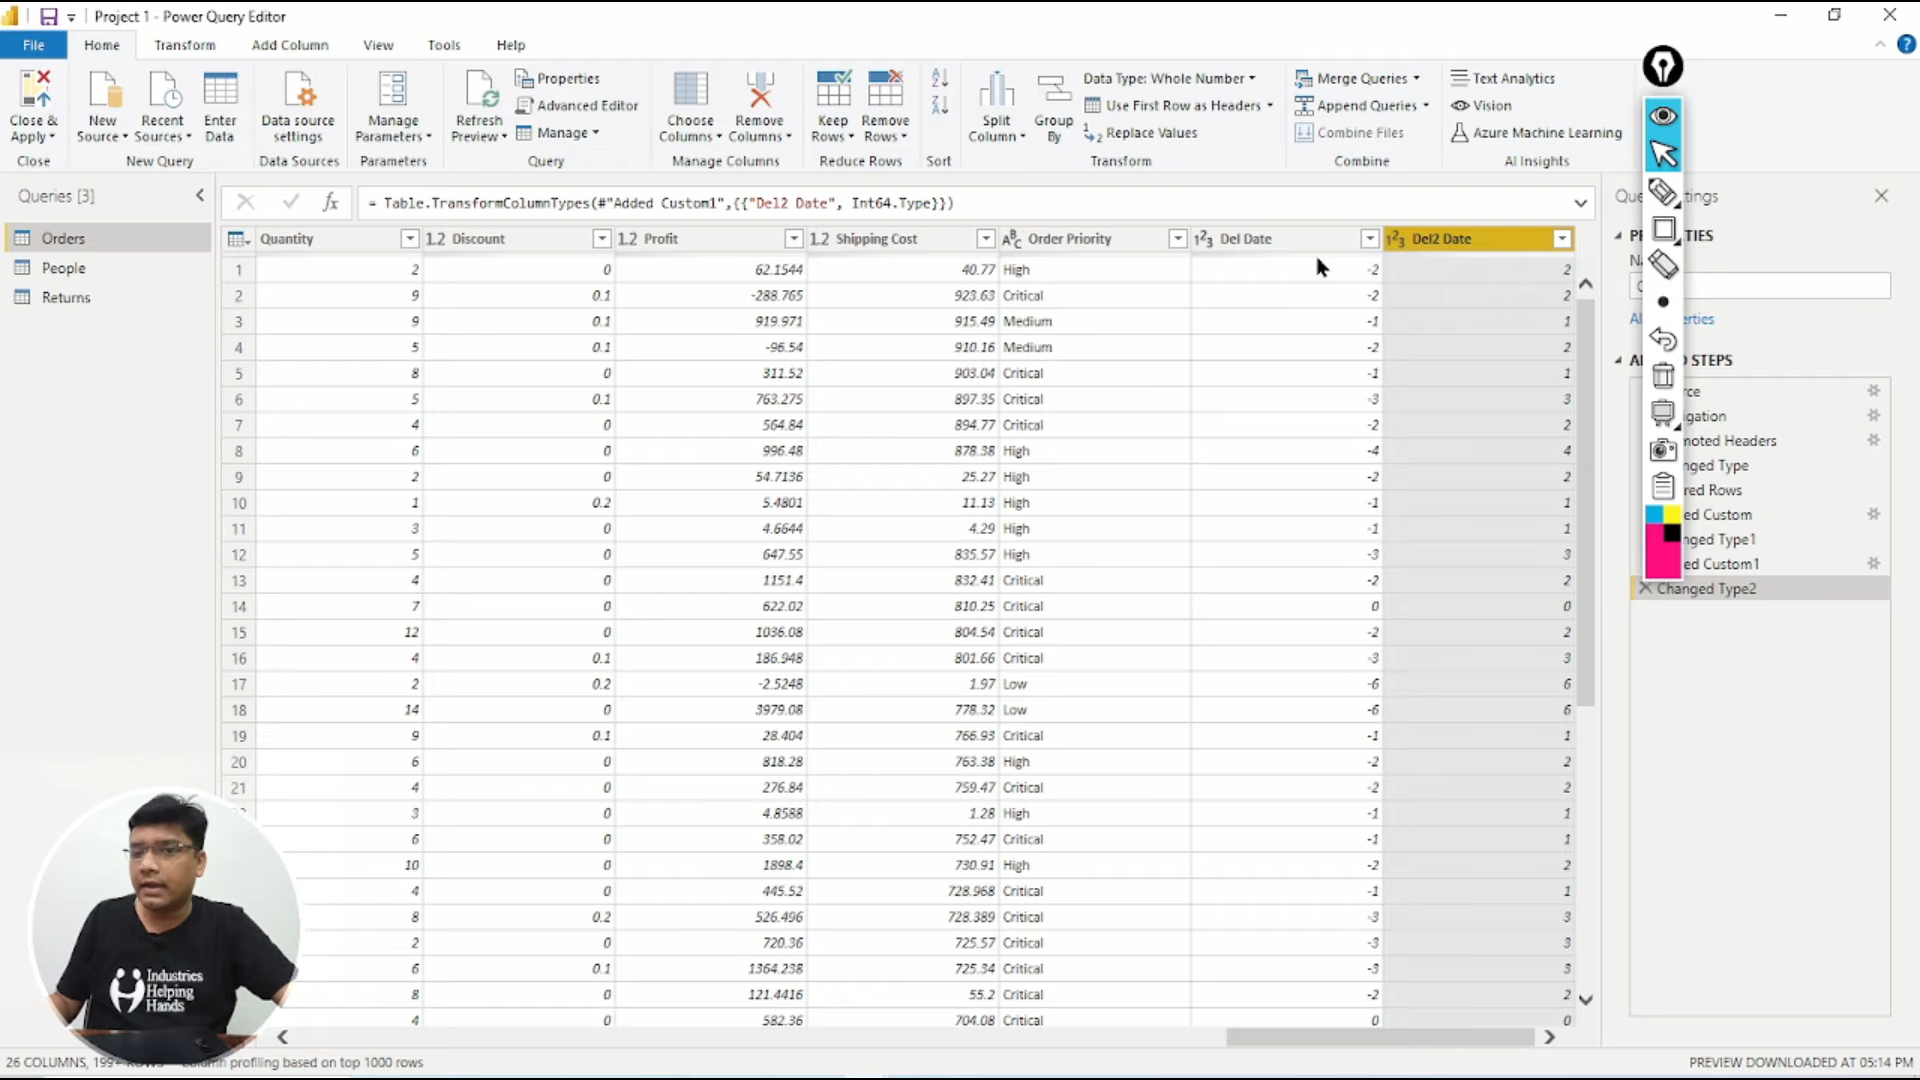 Project 1 - Power Query Editor
File Home Transform Add Column View Tools Help
Close & Apply
New Source
Recent Sources
Enter Data
Data source settings
Manage Parameters
Refresh Preview
Properties
Advanced Editor
Manage
Choose Columns
Remove Columns
Keep Rows
Remove Rows
Split Column
Group By
Data Type: Whole Number
Use First Row as Headers
Replace Values
Merge Queries
Append Queries
Combine Files
Text Analytics
Vision
Azure Machine Learning
Close New Query Data Sources Parameters Query Manage Columns Reduce Rows Sort Transform Combine AI Insights
Queries [3]
Orders
People
Returns
fx = Table.TransformColumnTypes(#"Added Custom1",{{"Del2 Date", Int64.Type}})
Quantity 1.2 Discount 1.2 Profit 1.2 Shipping Cost ABC Order Priority 123 Del Date 123 Del2 Date
1 2 0 62.1544 40.77 High -2 2
2 9 0.1 -288.765 923.63 Critical -2 2
3 9 0.1 919.971 915.49 Medium -1 1
4 5 0.1 -96.54 910.16 Medium -2 2
5 8 0 311.52 903.04 Critical -1 1
6 5 0.1 763.275 897.35 Critical -3 3
7 4 0 564.84 894.77 Critical -2 2
8 6 0 996.48 878.38 High -4 4
9 2 0 54.7136 25.27 High -2 2
10 1 0.2 5.4801 11.13 High -1 1
11 3 0 4.6644 4.29 High -1 1
12 5 0 647.55 835.57 High -3 3
13 4 0 1151.4 832.41 Critical -2 2
14 7 0 622.02 810.25 Critical 0 0
15 12 0 1036.08 804.54 Critical -2 2
16 4 0.1 186.948 801.66 Critical -3 3
17 2 0.2 -2.5248 1.97 Low -6 6
18 14 0 3979.08 778.32 Low -6 6
19 9 0.1 28.404 766.93 Critical -1 1
20 6 0 818.28 763.38 High -2 2
21 4 0 276.84 759.47 Critical -2 2
3 0 4.8588 1.28 High -1 1
6 0 358.02 752.47 Critical -1 1
10 0 1898.4 730.91 High -2 2
4 0 445.52 728.968 Critical -1 1
8 0.2 526.496 728.389 Critical -3 3
2 0 720.36 725.57 Critical -3 3
6 0.1 1364.238 725.34 Critical -3 3
8 0 121.4416 55.2 Critical -2 2
4 0 582.36 704.08 Critical 0 0
Industries
Helping
Hands
Changed Type2
26 COLUMNS, 199+
column profiling based on top 1000 rows
PREVIEW DOWNLOADED AT 05:14 PM